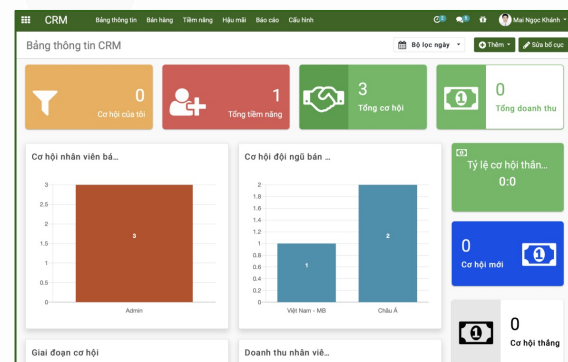 CRM Bảng thông tin Bán hàng Tiềm năng Hậu mãi Báo cáo Cấu hình Mai Ngọc Khánh
Bảng thông tin CRM Bộ lọc ngày Thêm Sửa bố cục
0
Cơ hội của tôi
1
Tổng tiềm năng
3
Tổng cơ hội
0
Tổng doanh thu
Cơ hội nhân viên bá...
3
2.5
2
1.5
1
0.5
0
3
Admin
Cơ hội đội ngũ bán ...
2
1.8
1.6
1.4
1.2
1
0.8
0.6
0.4
0.2
0
1
2
Việt Nam - MB
Châu Á
Tỷ lệ cơ hội thắn...
0:0
0
Cơ hội mới
0
Cơ hội thắng
Giai đoạn cơ hội
Doanh thu nhân viê...